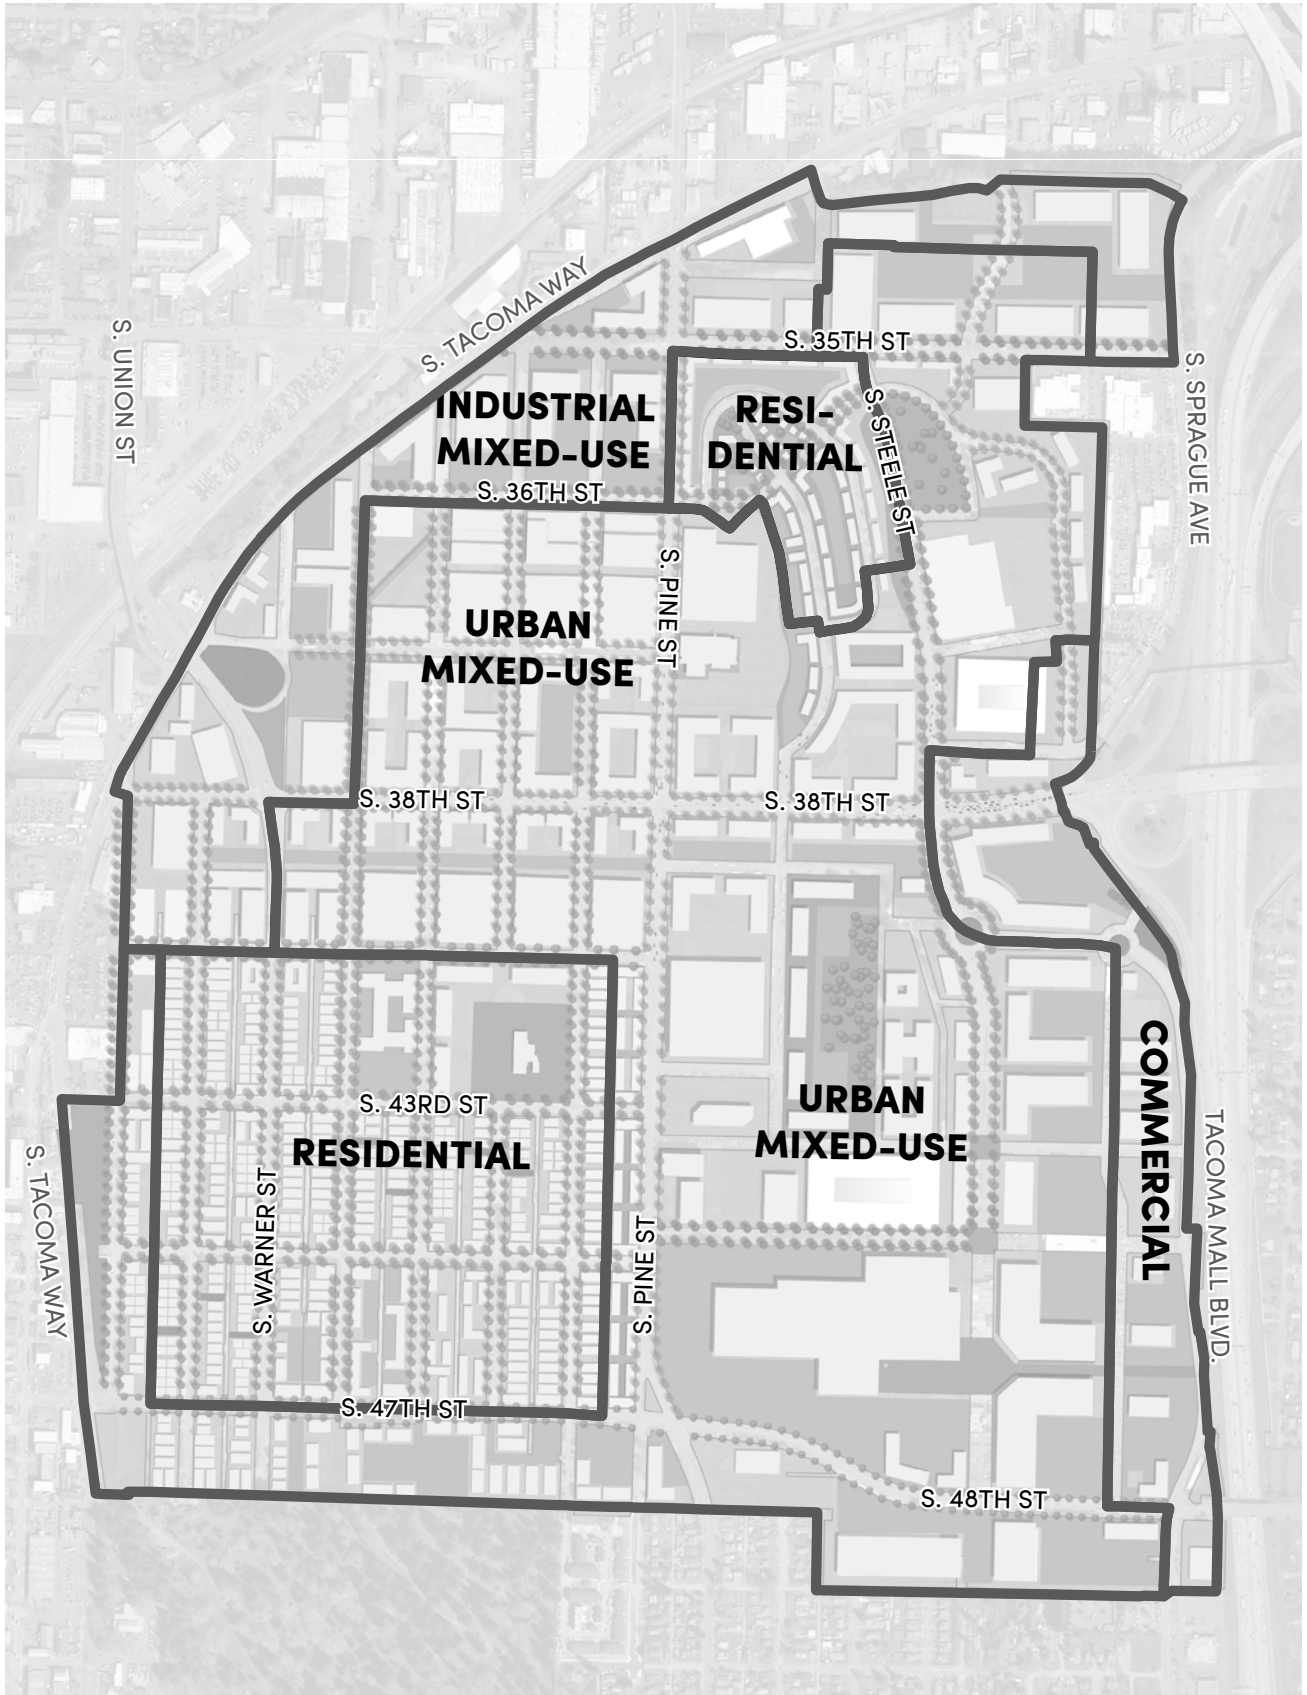 S. TACOMA WAY
S. UNION ST
S. 35TH ST
S. SPRAGUE AVE
INDUSTRIAL
MIXED-USE
RESI-
DENTIAL
S. STEELE ST
S. 36TH ST
S. PINE ST
URBAN
MIXED-USE
S. 38TH ST
S. 38TH ST
COMMERCIAL
S. 43RD ST
RESIDENTIAL
URBAN
MIXED-USE
TACOMA MALL BLVD.
S. TACOMA WAY
S. WARNER ST
S. PINE ST
S. 47TH ST
S. 48TH ST